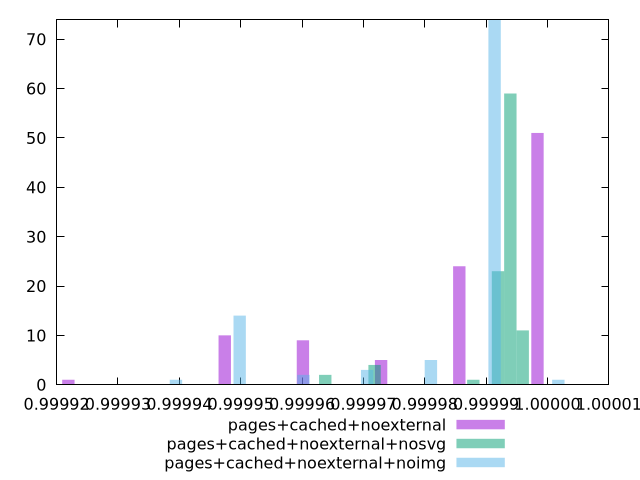 70
60
50
40
30
20
10
0
0.99992 0.99993 0.99994 0.99995 0.99996 0.99997 0.99998 0.99999 1.00000 1.00001
pages+cached+noexternal
pages+cached+noexternal+nosvg
pages+cached+noexternal+noimg